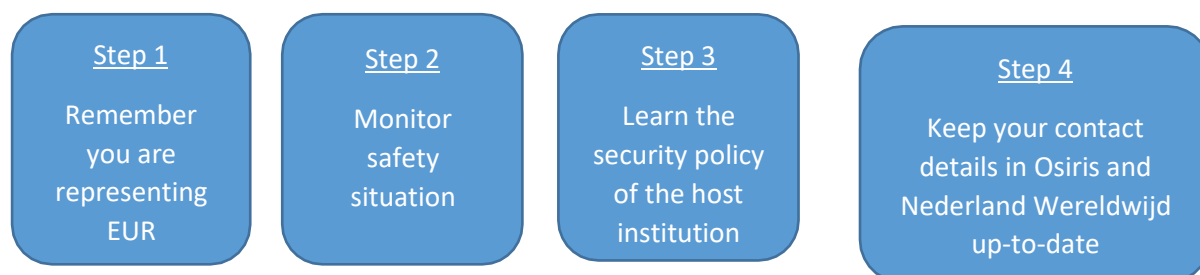 Step 1
Remember
you are
representing
EUR
Step 2
Monitor
safety
situation
Step 3
Learn the
security policy
of the host
institution
Step 4
Keep your contact
details in Osiris and
Nederland Wereldwijd
up-to-date